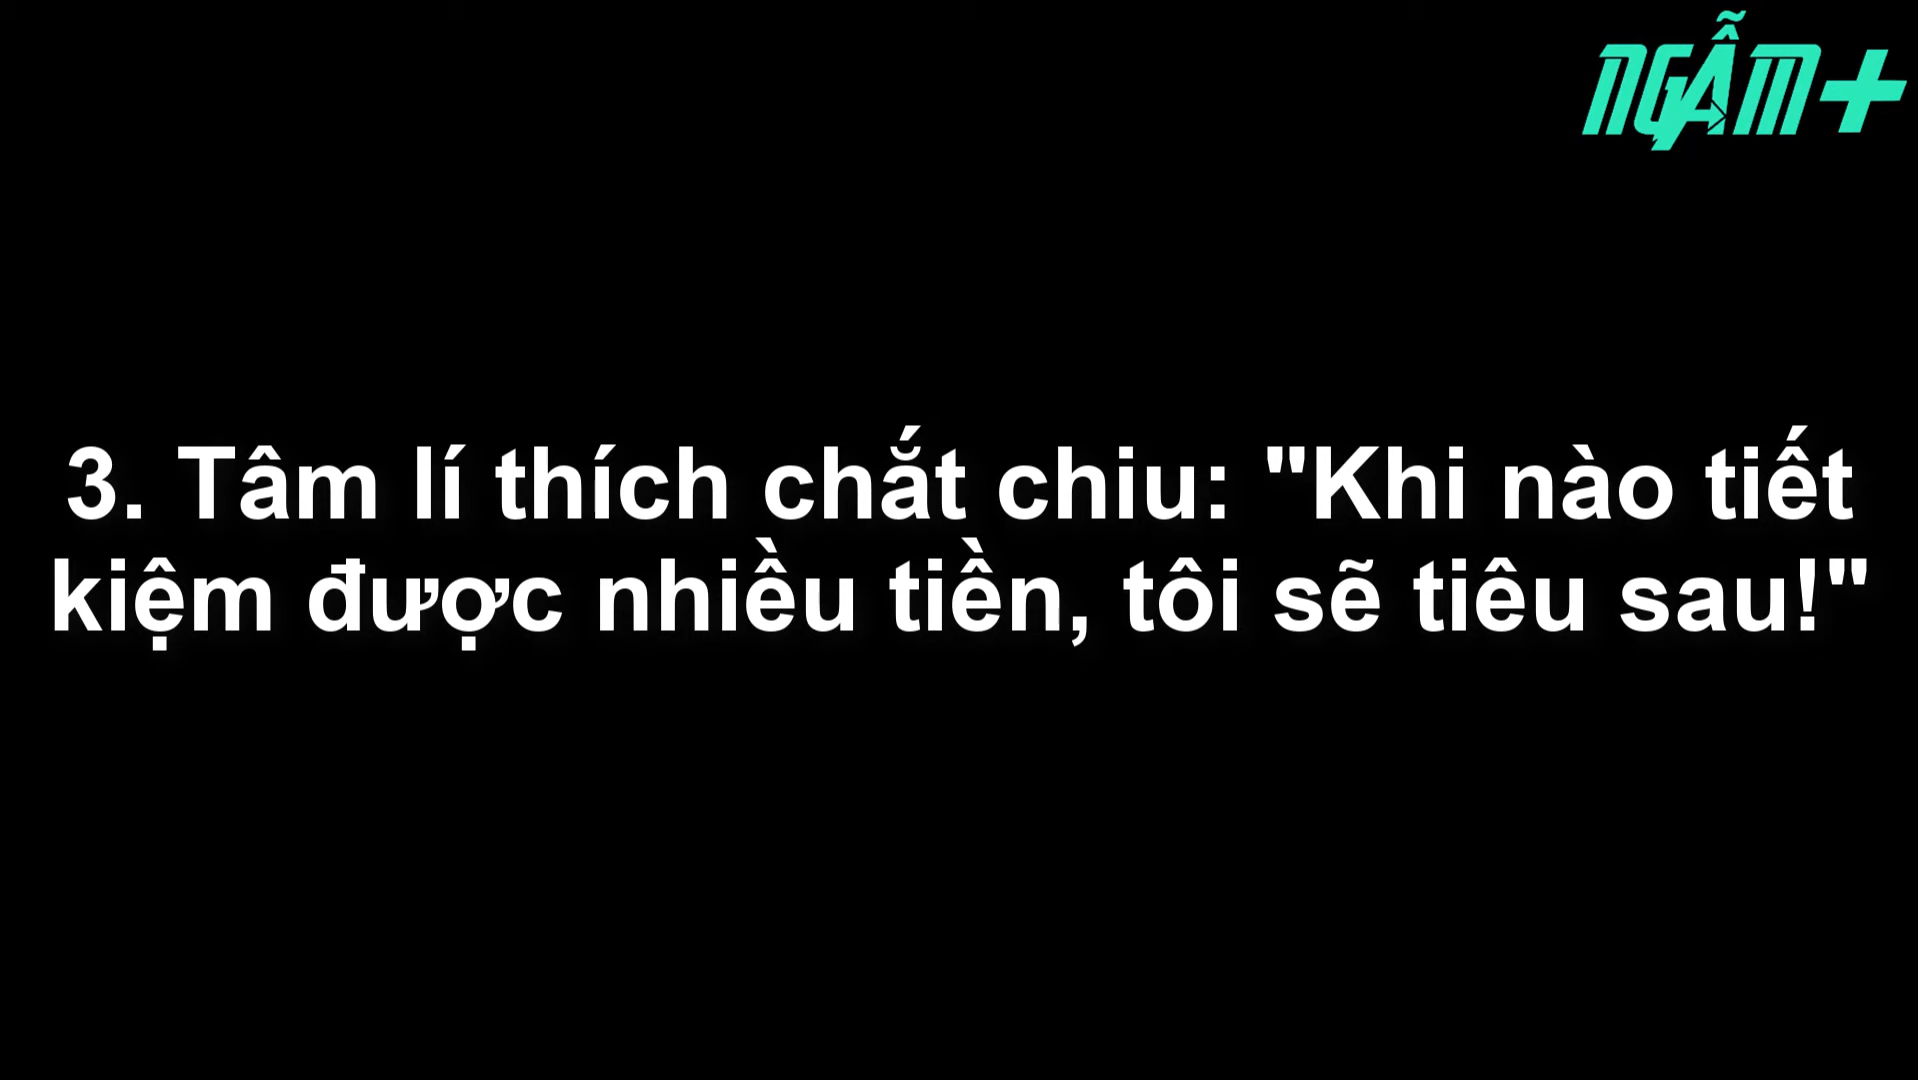 NGẪM+
3. Tâm lí thích chắt chiu: "Khi nào tiết
kiệm được nhiều tiền, tôi sẽ tiêu sau!"